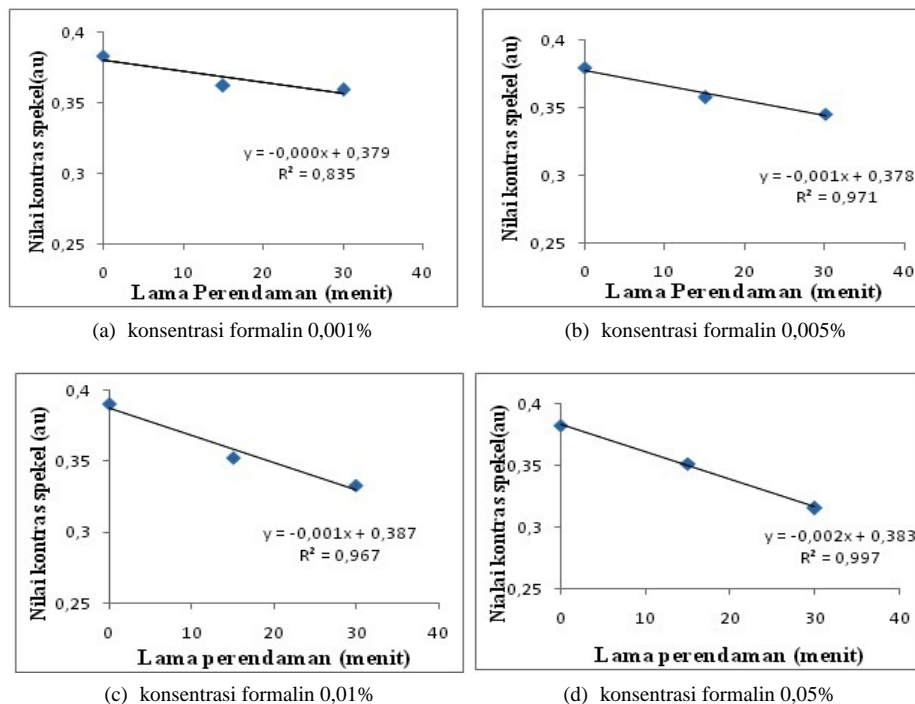 Nilai kontras spekel(au)
0,4
0,35
0,3
0,25
y = -0,000x + 0,379
R² = 0,835
0 10 20 30 40
Lama Perendaman (menit)
(a) konsentrasi formalin 0,001%
Nilai kontras spekel (au)
0,4
0,35
0,3
0,25
y = -0,001x + 0,378
R² = 0,971
0 10 20 30 40
Lama Perendaman (menit)
(b) konsentrasi formalin 0,005%
Nilai kontras spekel (au)
0,4
0,35
0,3
0,25
y = -0,001x + 0,387
R² = 0,967
0 10 20 30 40
Lama perendaman (menit)
(c) konsentrasi formalin 0,01%
Nialai kontras spekel(au)
0,4
0,35
0,3
0,25
y = -0,002x + 0,383
R² = 0,997
0 10 20 30 40
Lama perendaman (menit)
(d) konsentrasi formalin 0,05%